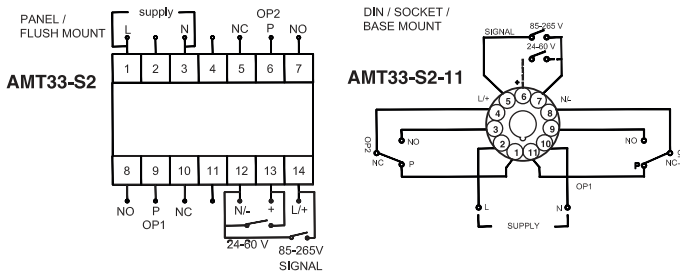 PANEL /
FLUSH MOUNT
supply
L
N
OP2
NC
P
NO
AMT33-S2
1
2
3
4
5
6
7
8
9
10
11
12
13
14
NO
P
NC
OP1
N/-
+
L/+
24-60 V
85-265V
SIGNAL
DIN / SOCKET /
BASE MOUNT
SIGNAL
85-265 V
24-60 V
AMT33-S2-11
+
L/+
N/-
5
6
7
4
8
3
9
2
10
1
11
OP2
NO
NC
P
NO
P
NC
OP1
L
N
SUPPLY